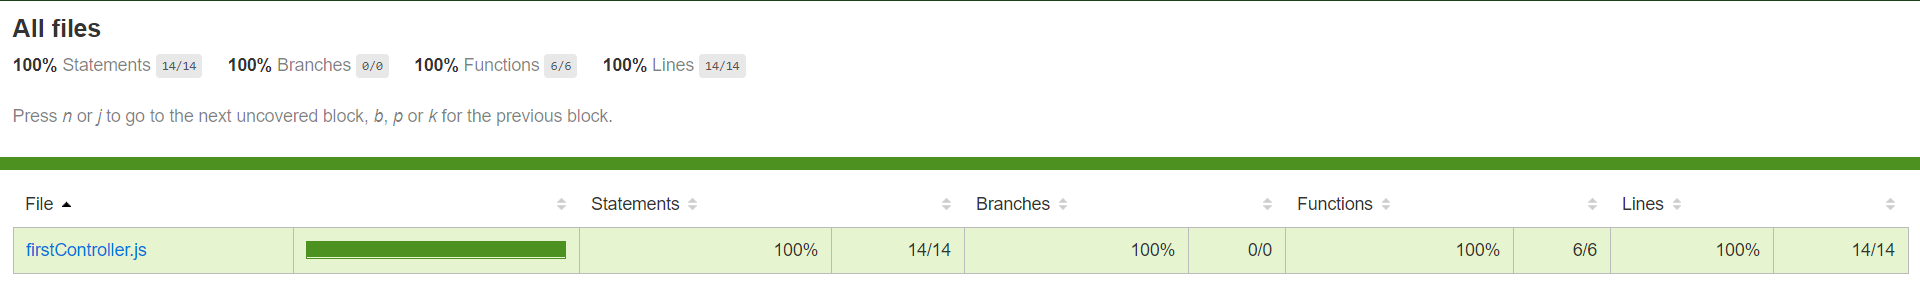 All files
100% Statements 14/14 100% Branches 0/0 100% Functions 6/6 100% Lines 14/14
Press n or j to go to the next uncovered block, b, p or k for the previous block.
File Statements Branches Functions Lines
firstController.js 100% 14/14 100% 0/0 100% 6/6 100% 14/14